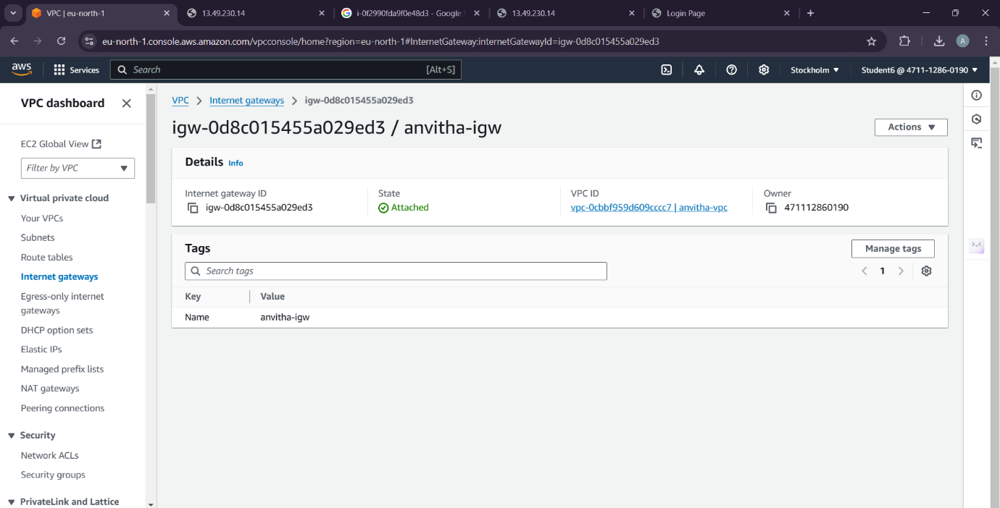 VPC | eu-north-1
13.49.230.14
i-0f2990fda9f0e48d3 - Google
13.49.230.14
Login Page
eu-north-1.console.aws.amazon.com/vpcconsole/home?region=eu-north-1#InternetGateway:internetGatewayId=igw-0d8c015455a029ed3
A
aws
Services
Search
[Alt+S]
Stockholm
Student6 @ 4711-1286-0190
VPC dashboard
EC2 Global View
Filter by VPC
Virtual private cloud
Your VPCs
Subnets
Route tables
Internet gateways
Egress-only internet
gateways
DHCP option sets
Elastic IPs
Managed prefix lists
NAT gateways
Peering connections
Security
Network ACLs
Security groups
PrivateLink and Lattice
VPC > Internet gateways > igw-0d8c015455a029ed3
igw-0d8c015455a029ed3 / anvitha-igw
Actions
Details Info
Internet gateway ID
igw-0d8c015455a029ed3
State
Attached
VPC ID
vpc-0cbbf959d609cccc7 | anvitha-vpc
Owner
471112860190
Tags
Manage tags
Search tags
1
Key Value
Name anvitha-igw